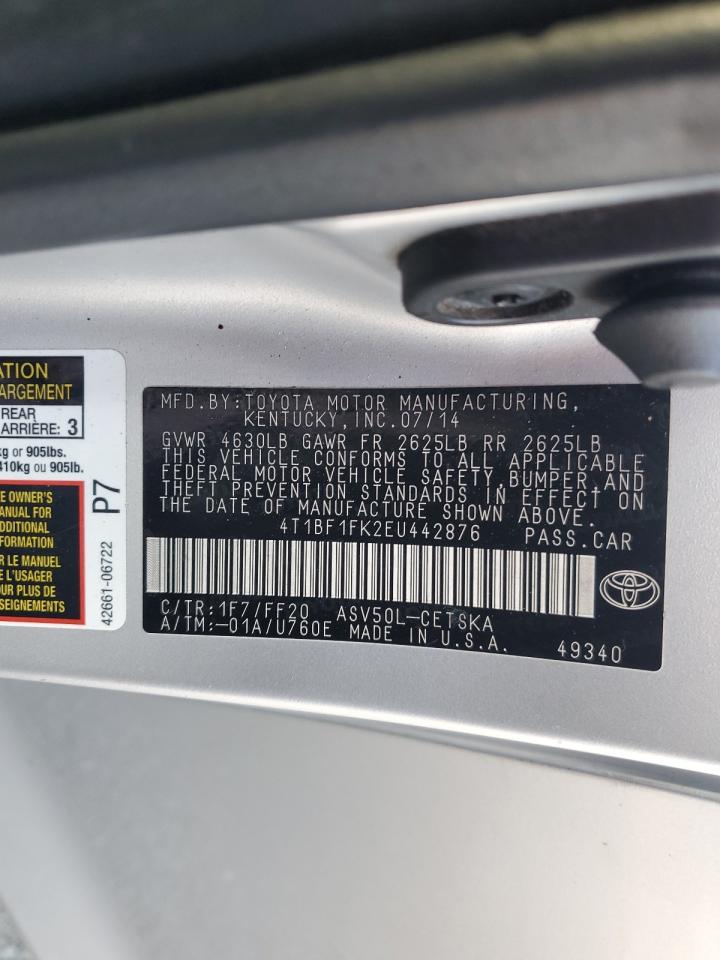 ATION
ARGEMENT
REAR
ARRIÈRE: 3
kg or 905lbs.
410kg ou 905lb.
E OWNER'S
ANUAL FOR
DDITIONAL
FORMATION
R LE MANUEL
E L'USAGER
OUR PLUS DE
SEIGNEMENTS
42661-06722 P7
MFD.BY:TOYOTA MOTOR MANUFACTURING,
KENTUCKY,INC.07/14
GVWR 4630LB GAWR FR 2625LB RR 2625LB
THIS VEHICLE CONFORMS TO ALL APPLICABLE
FEDERAL MOTOR VEHICLE SAFETY,BUMPER,AND
THEFT PREVENTION STANDARDS IN EFFECT ON
THE DATE OF MANUFACTURE SHOWN ABOVE.
4T1BF1FK2EU442876 PASS.CAR
C/TR:1F7/FF20 ASV50L-CETSKA
A/TM:-01A/U760E MADE IN U.S.A. 49340